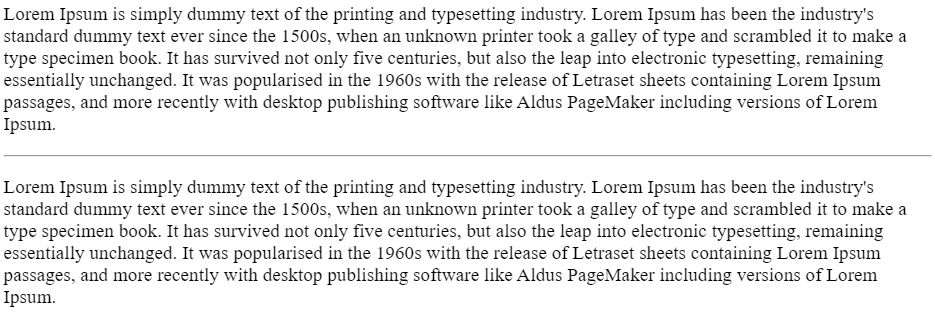 Lorem Ipsum is simply dummy text of the printing and typesetting industry. Lorem Ipsum has been the industry's
standard dummy text ever since the 1500s, when an unknown printer took a galley of type and scrambled it to make a
type specimen book. It has survived not only five centuries, but also the leap into electronic typesetting, remaining
essentially unchanged. It was popularised in the 1960s with the release of Letraset sheets containing Lorem Ipsum
passages, and more recently with desktop publishing software like Aldus PageMaker including versions of Lorem
Ipsum.
Lorem Ipsum is simply dummy text of the printing and typesetting industry. Lorem Ipsum has been the industry's
standard dummy text ever since the 1500s, when an unknown printer took a galley of type and scrambled it to make a
type specimen book. It has survived not only five centuries, but also the leap into electronic typesetting, remaining
essentially unchanged. It was popularised in the 1960s with the release of Letraset sheets containing Lorem Ipsum
passages, and more recently with desktop publishing software like Aldus PageMaker including versions of Lorem
Ipsum.